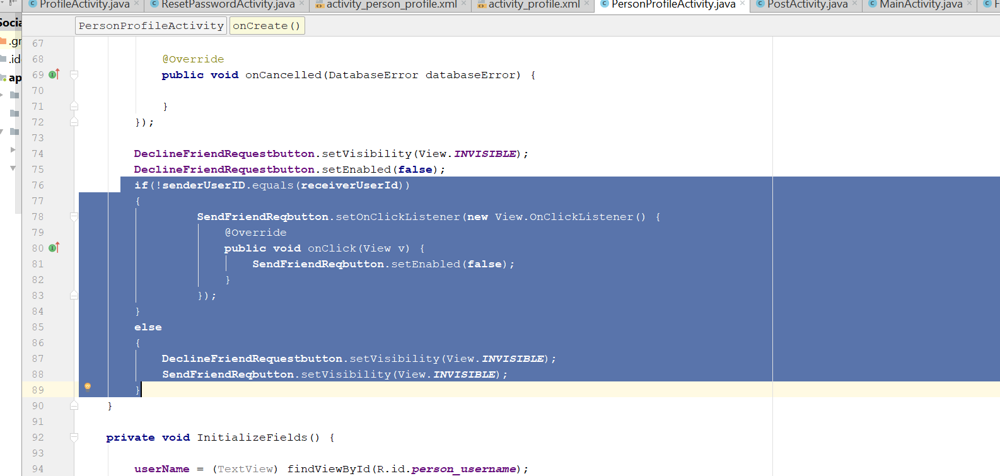 ProfileActivity.java × ResetPasswordActivity.java × activity_person_profile.xml × activity_profile.xml × PersonProfileActivity.java × PostActivity.java × MainActivity.java × F
Socia
.gr
.id
ap
PersonProfileActivity onCreate()
67
68 @Override
69 public void onCancelled(DatabaseError databaseError) {
70
71 }
72 });
73
74 DeclineFriendRequestbutton.setVisibility(View.INVISIBLE);
75 DeclineFriendRequestbutton.setEnabled(false);
76 if(!senderUserID.equals(receiverUserId))
77 {
78 SendFriendReqbutton.setOnClickListener(new View.OnClickListener() {
79 @Override
80 public void onClick(View v) {
81 SendFriendReqbutton.setEnabled(false);
82 }
83 });
84 }
85 else
86 {
87 DeclineFriendRequestbutton.setVisibility(View.INVISIBLE);
88 SendFriendReqbutton.setVisibility(View.INVISIBLE);
89 }
90 }
91
92 private void InitializeFields() {
93
94 userName = (TextView) findViewById(R.id.person_username);